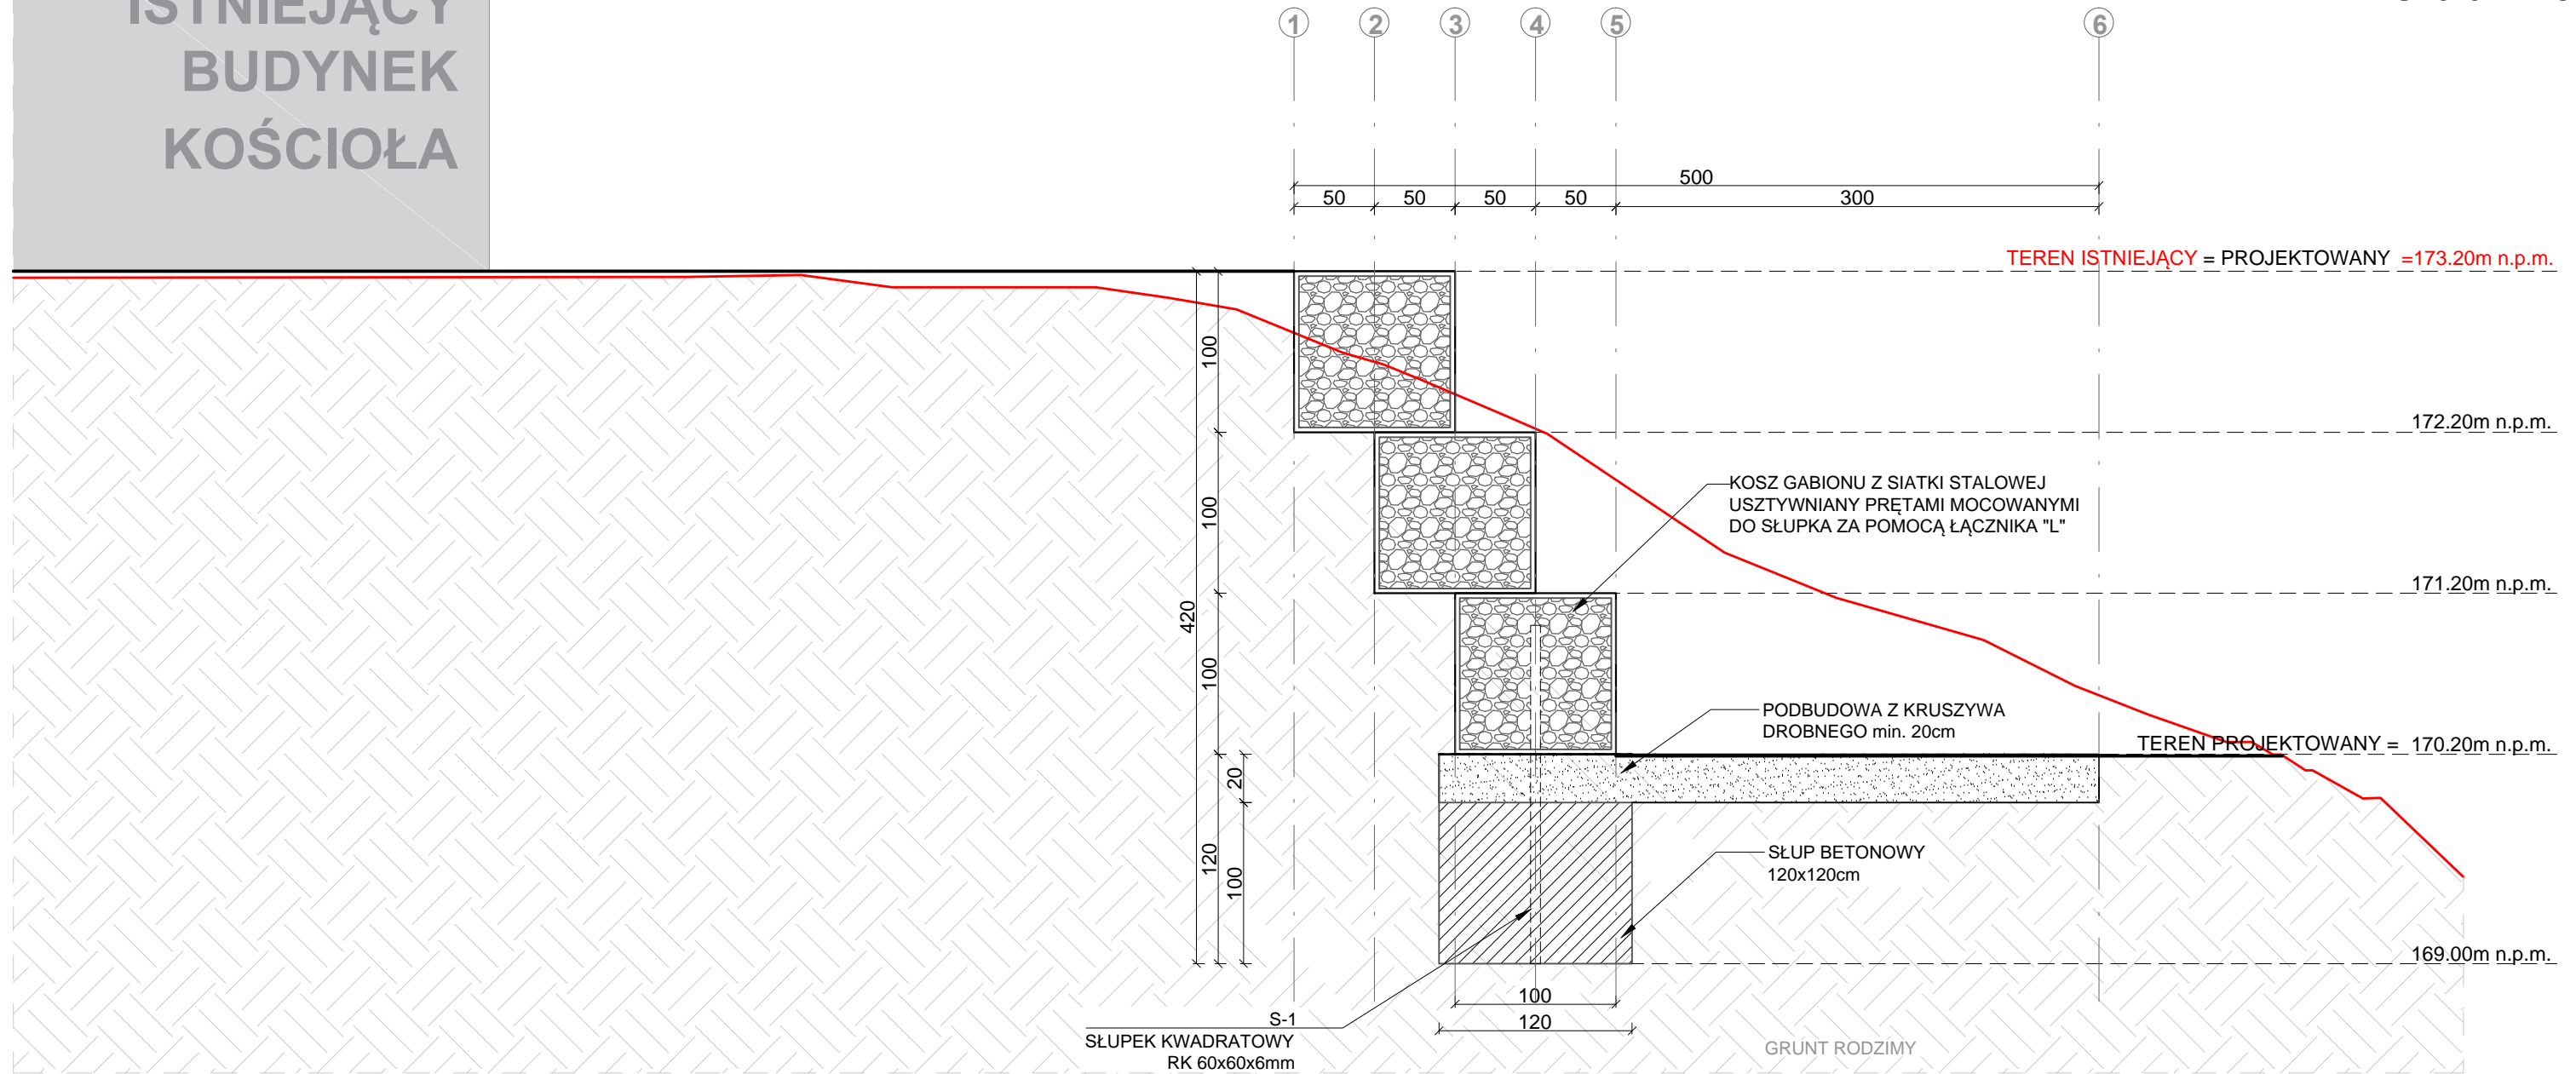 ISTNIEJĄCY
BUDYNEK
KOŚCIOŁA
1 2 3 4 5 6
500
50 50 50 50 300
TEREN ISTNIEJĄCY = PROJEKTOWANY =173.20m n.p.m.
100
172.20m n.p.m.
KOSZ GABIONU Z SIATKI STALOWEJ
USZTYWNIANY PRĘTAMI MOCOWANYMI
DO SŁUPKA ZA POMOCĄ ŁĄCZNIKA "L"
100
171.20m n.p.m.
420
100
PODBUDOWA Z KRUSZYWA
DROBNEGO min. 20cm
TEREN PROJEKTOWANY = 170.20m n.p.m.
20
120
100
SŁUP BETONOWY
120x120cm
169.00m n.p.m.
100
120
S-1
SŁUPEK KWADRATOWY
RK 60x60x6mm
GRUNT RODZIMY